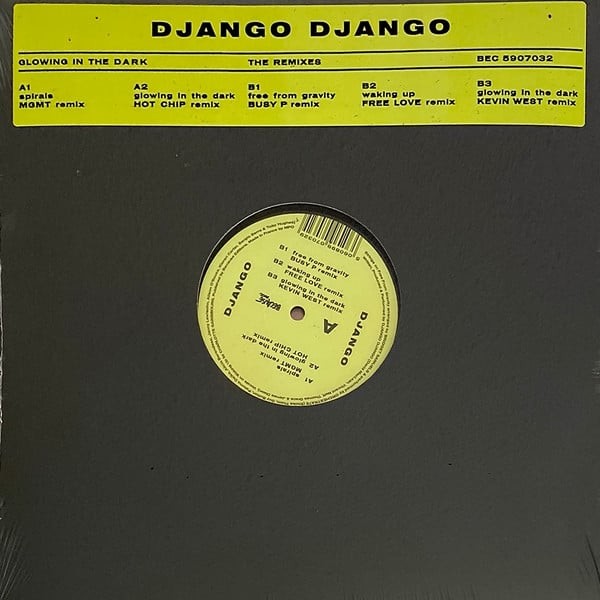 DJANGO DJANGO
GLOWING IN THE DARK THE REMIXES BEC 5907032
A1 A2 B1 B2 B3
spirals glowing in the dark free from gravity waking up glowing in the dark
MGMT remix HOT CHIP remix BUSY P remix FREE LOVE remix KEVIN WEST remix
B1 free from gravity
BUSY P remix
B2 waking up
FREE LOVE remix
B3 glowing in the dark
KEVIN WEST remix
DJANGO
A
DJANGO
A1 spirals
MGMT remix
A2 glowing in the dark
HOT CHIP remix